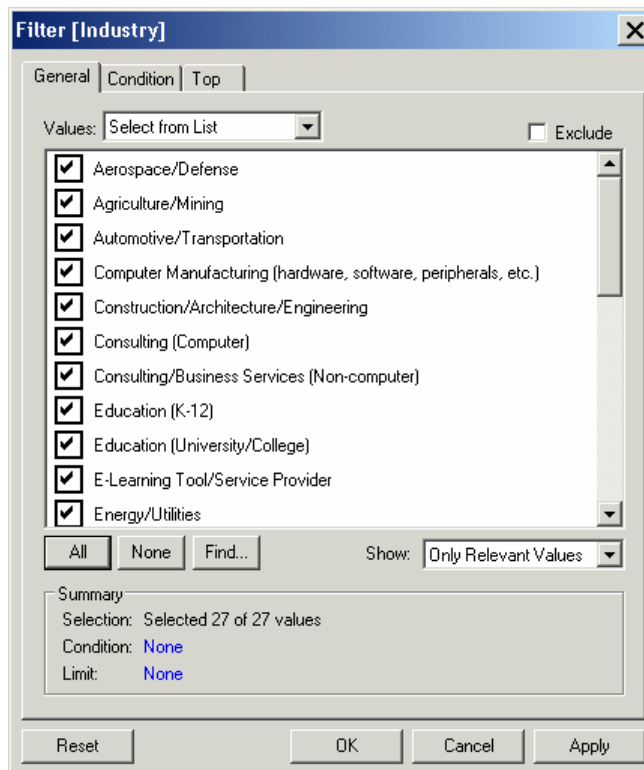 Filter [Industry]
General Condition Top
Values: Select from List Exclude
Aerospace/Defense
Agriculture/Mining
Automotive/Transportation
Computer Manufacturing (hardware, software, peripherals, etc.)
Construction/Architecture/Engineering
Consulting (Computer)
Consulting/Business Services (Non-computer)
Education (K-12)
Education (University/College)
E-Learning Tool/Service Provider
Energy/Utilities
All None Find... Show: Only Relevant Values
Summary
Selection: Selected 27 of 27 values
Condition: None
Limit: None
Reset OK Cancel Apply